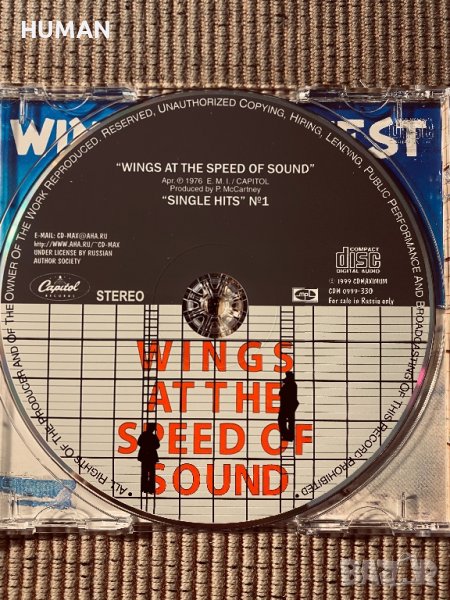 HUMAN
WIN
EST
• ALL RIGHTS OF THE PRODUCER AND OF THE OWNER OF THE WORK REPRODUCED. RESERVED, UNAUTHORIZED COPYING, HIRING, LENDING, PUBLIC PERFORMANCE AND BROADCASTING OF THIS RECORD PROHIBITED •
“WINGS AT THE SPEED OF SOUND”
Apr. ℗ 1976 E. M. I. / CAPITOL
Produced by P. McCartney
“SINGLE HITS” №1
E-MAIL: CD-MAX@AHA.RU
HTTP://WWW.AHA.RU/~CD-MAX
UNDER LICENSE BY RUSSIAN
AUTHOR SOCIETY
COMPACT
disc
DIGITAL AUDIO
Capitol
RECORDS
STEREO
MPL
℗ 1999 CDMAXIMUM
CDM 0999-330
For sale in Russia only
WINGS
AT THE
SPEED OF
SOUND
BAZAR